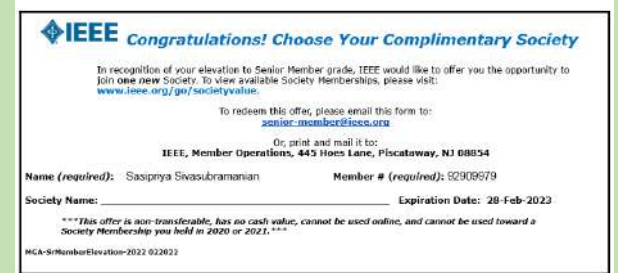 IEEE Congratulations! Choose Your Complimentary Society
In recognition of your elevation to Senior Member grade, IEEE would like to offer you the opportunity to
join one new Society. To view available Society Memberships, please visit:
www.ieee.org/go/societyvalue.
To redeem this offer, please email this form to:
senior-member@ieee.org
Or, print and mail it to:
IEEE, Member Operations, 445 Hoes Lane, Piscataway, NJ 08854
Name (required): Sasipriya Sivasubramanian Member # (required): 92909979
Society Name: Expiration Date: 28-Feb-2023
***This offer is non-transferable, has no cash value, cannot be used online, and cannot be used toward a
Society Membership you held in 2020 or 2021.***
MGA-SrMemberElevation-2022 022022